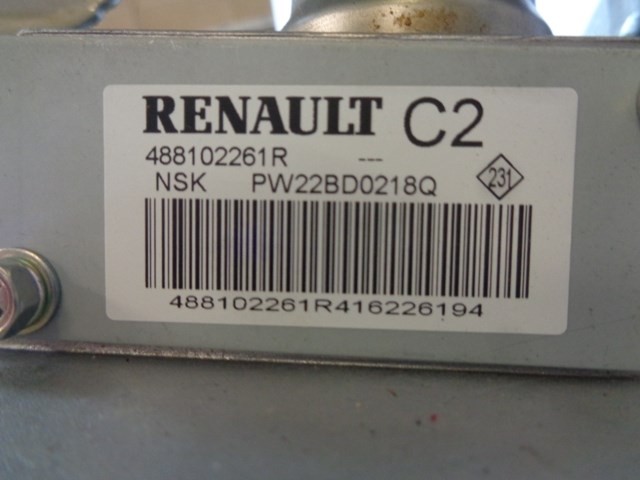 RENAULT C2
488102261R ---
NSK PW22BD0218Q 231
488102261R416226194